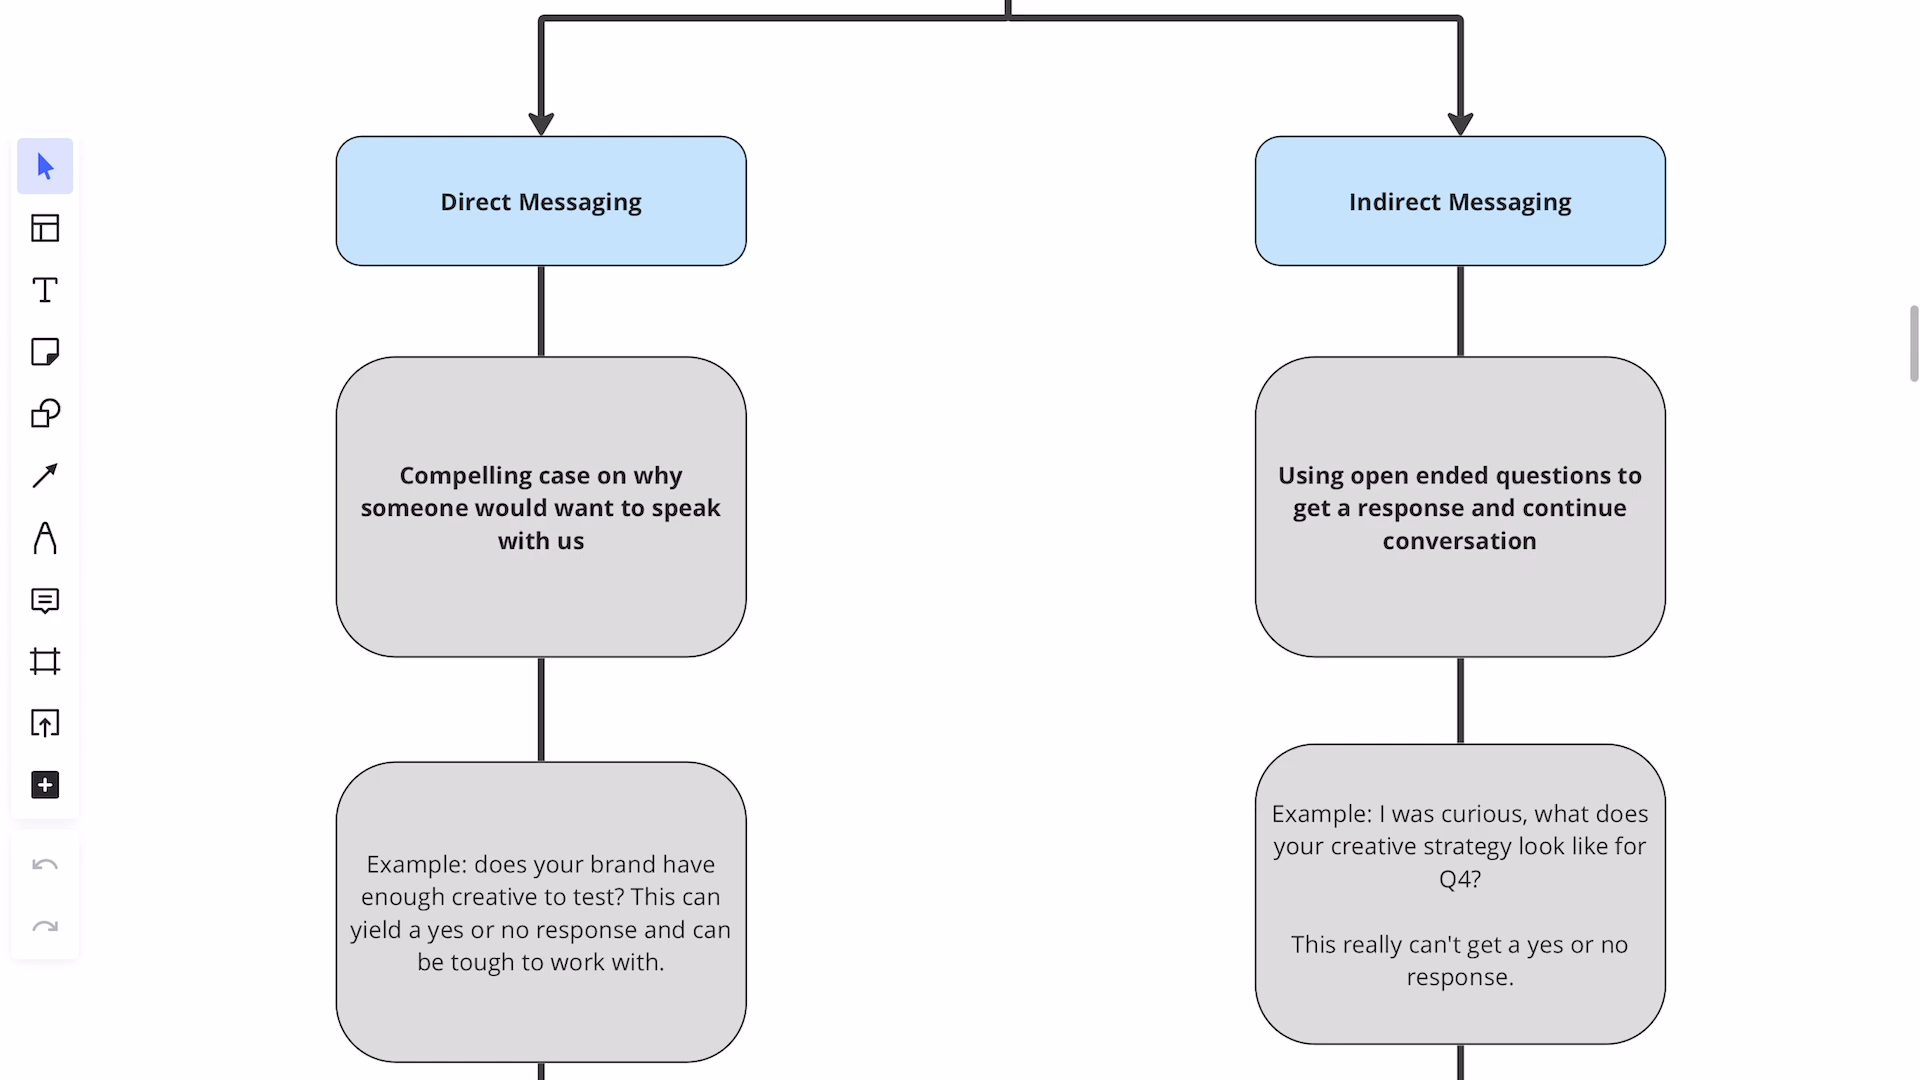 Direct Messaging
Indirect Messaging
Compelling case on why
someone would want to speak
with us
Using open ended questions to
get a response and continue
conversation
Example: does your brand have
enough creative to test? This can
yield a yes or no response and can
be tough to work with.
Example: I was curious, what does
your creative strategy look like for
Q4?
This really can't get a yes or no
response.